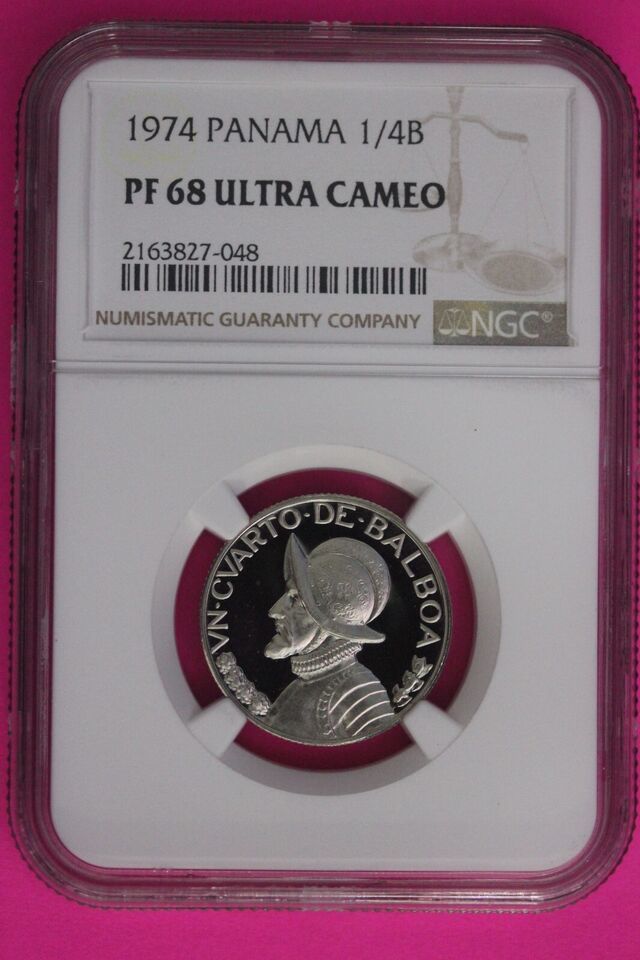 1974 PANAMA 1/4B
PF 68 ULTRA CAMEO
2163827-048
NUMISMATIC GUARANTY COMPANY
NGC®
VN·CVARTO·DE·BALBOA